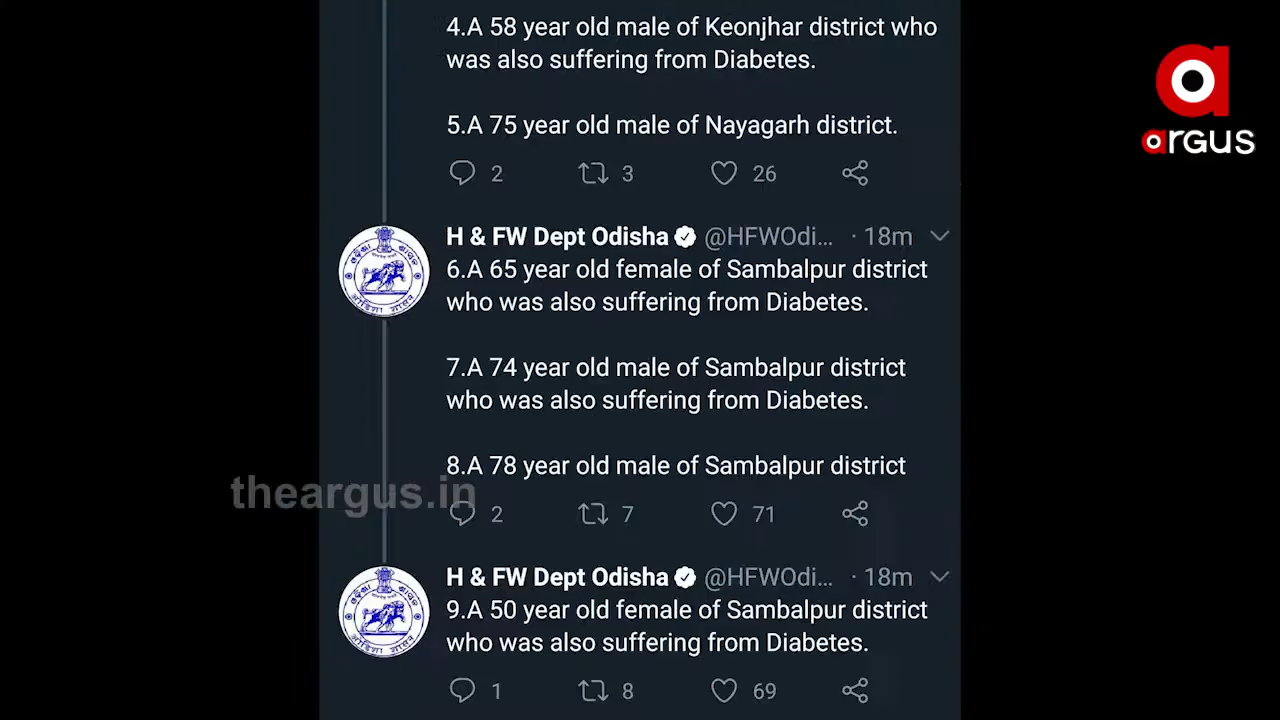 4.A 58 year old male of Keonjhar district who
was also suffering from Diabetes.
5.A 75 year old male of Nayagarh district.
2 3 26
H & FW Dept Odisha @HFWOdi... · 18m
6.A 65 year old female of Sambalpur district
who was also suffering from Diabetes.
7.A 74 year old male of Sambalpur district
who was also suffering from Diabetes.
8.A 78 year old male of Sambalpur district
2 7 71
H & FW Dept Odisha @HFWOdi... · 18m
9.A 50 year old female of Sambalpur district
who was also suffering from Diabetes.
1 8 69
a
argus
theargus.in